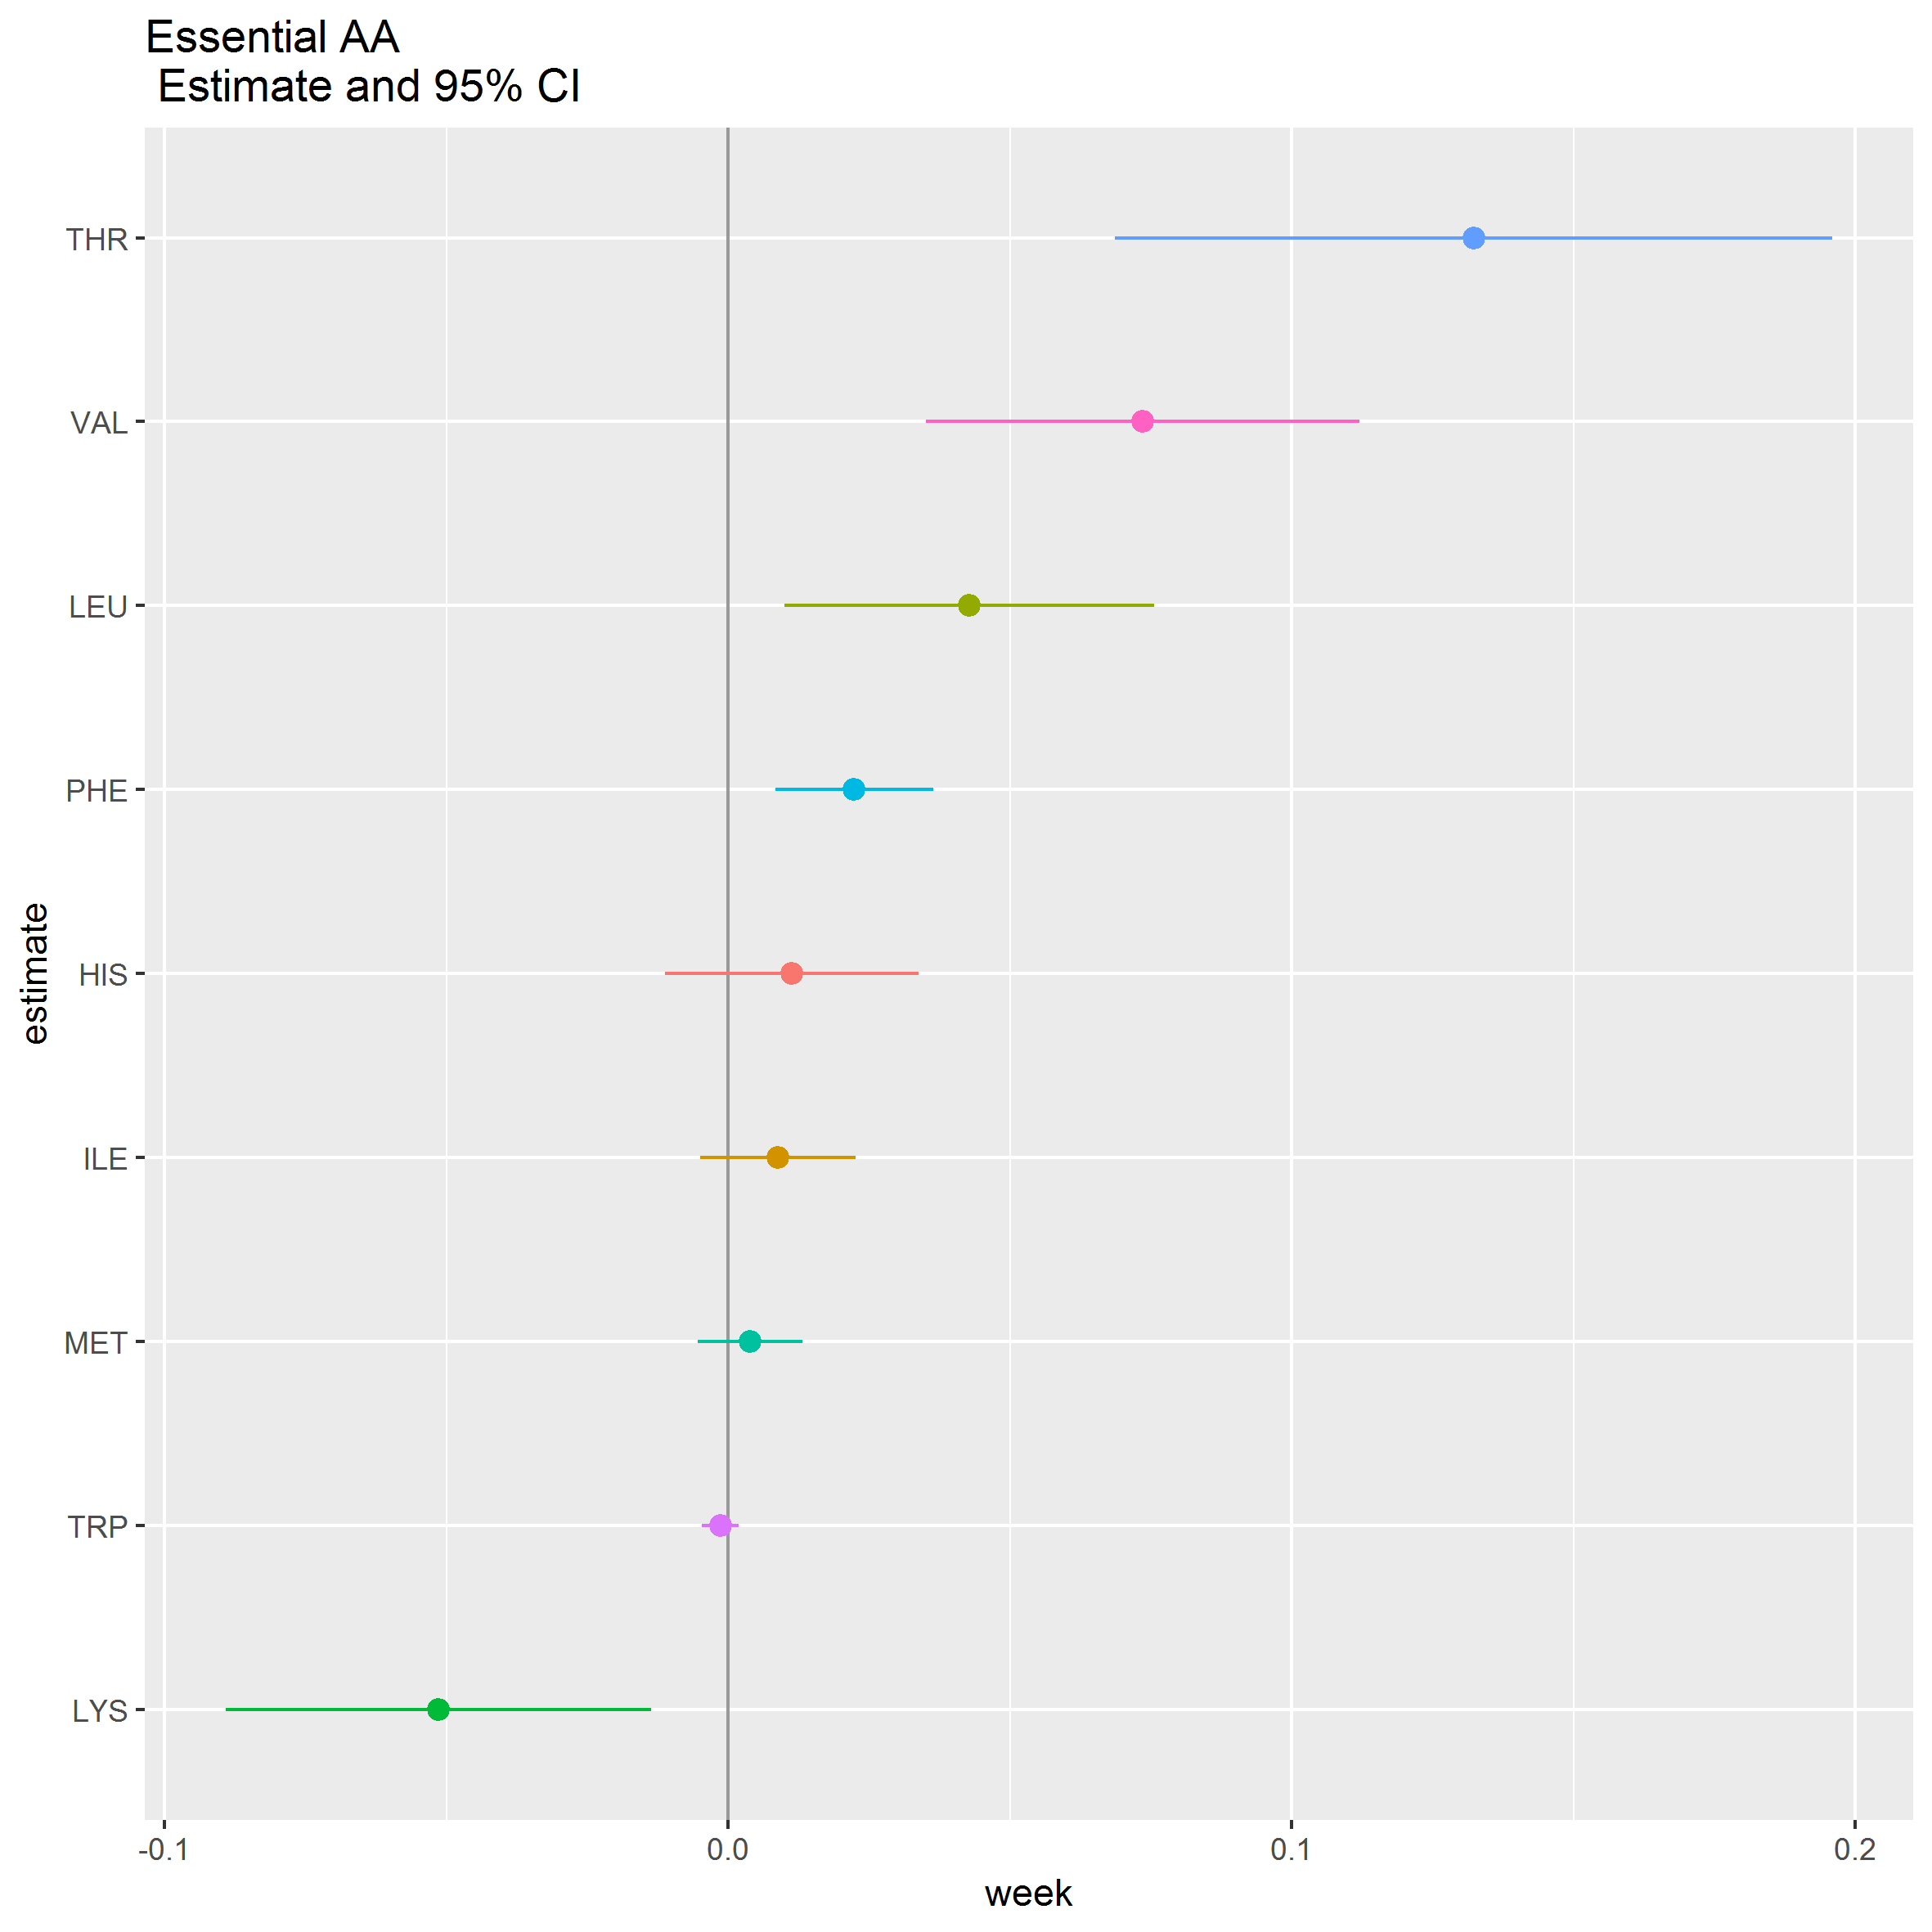 Essential AA
Estimate and 95% CI
THR
VAL
LEU
PHE
HIS
ILE
MET
TRP
LYS
estimate
-0.1 0.0 0.1 0.2
week